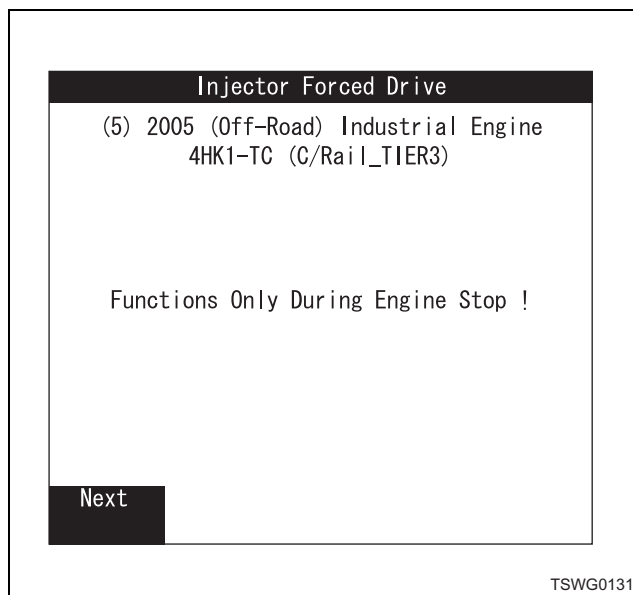 Injector Forced Drive
(5) 2005 (Off-Road) Industrial Engine
4HK1-TC (C/Rail_TIER3)
Functions Only During Engine Stop !
Next
TSWG0131